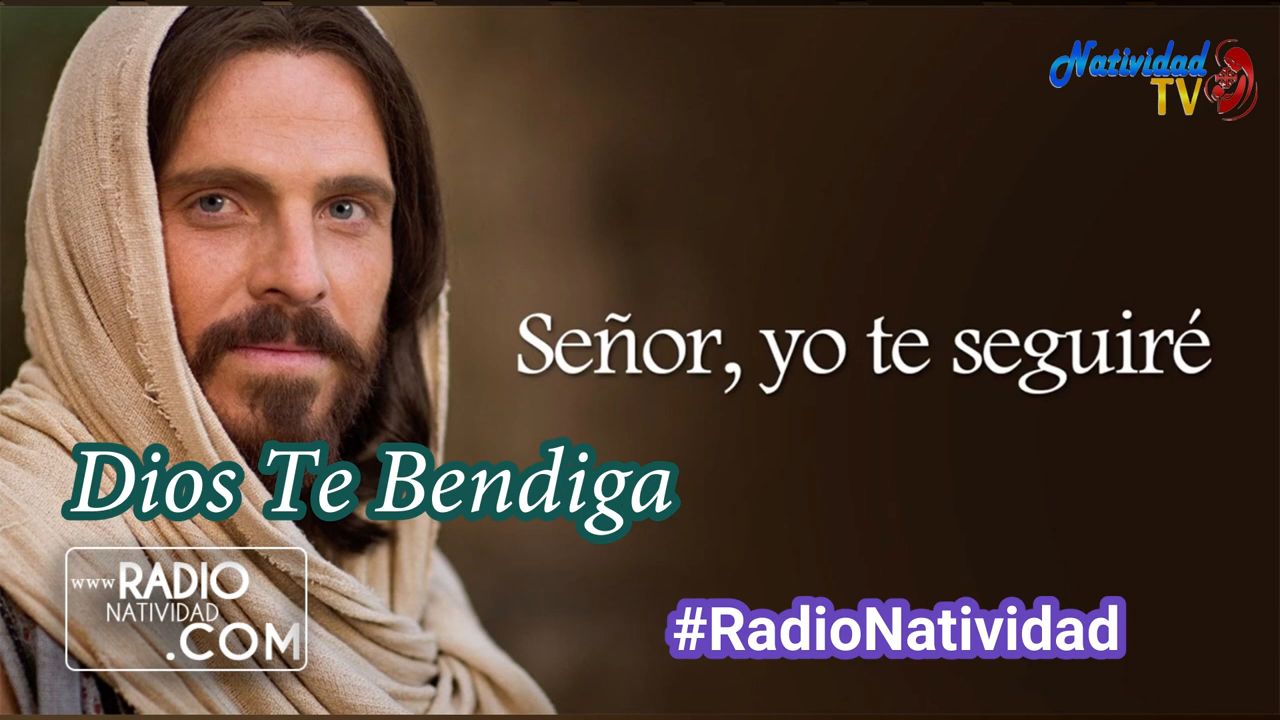 Natividad
TV
Señor, yo te seguiré
Dios Te Bendiga
www RADIO
NATIVIDAD
.COM
#RadioNatividad